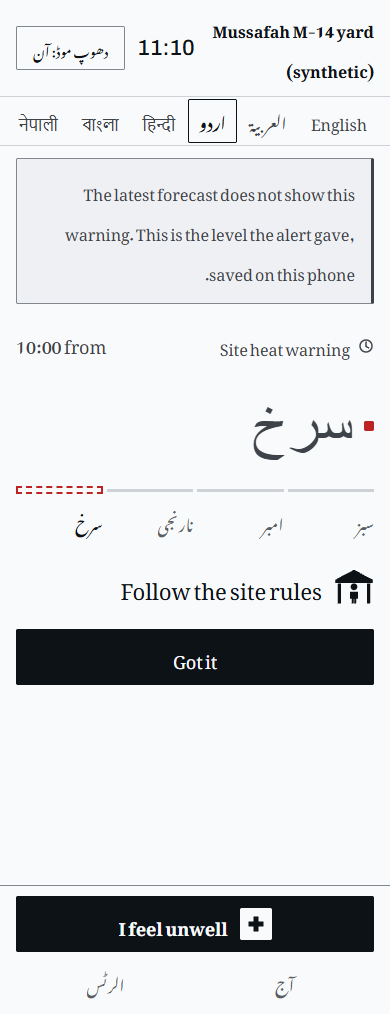 Mussafah M-14 yard
(synthetic)
11:10
دھوپ موڈ: آن
English
العربية
اردو
हिन्दी
বাংলা
नेपाली
The latest forecast does not show this
warning. This is the level the alert gave,
saved on this phone.
Site heat warning
from 10:00
سرخ
سبز
امبر
نارنجی
سرخ
Follow the site rules
Got it
I feel unwell
آج
الرٹس